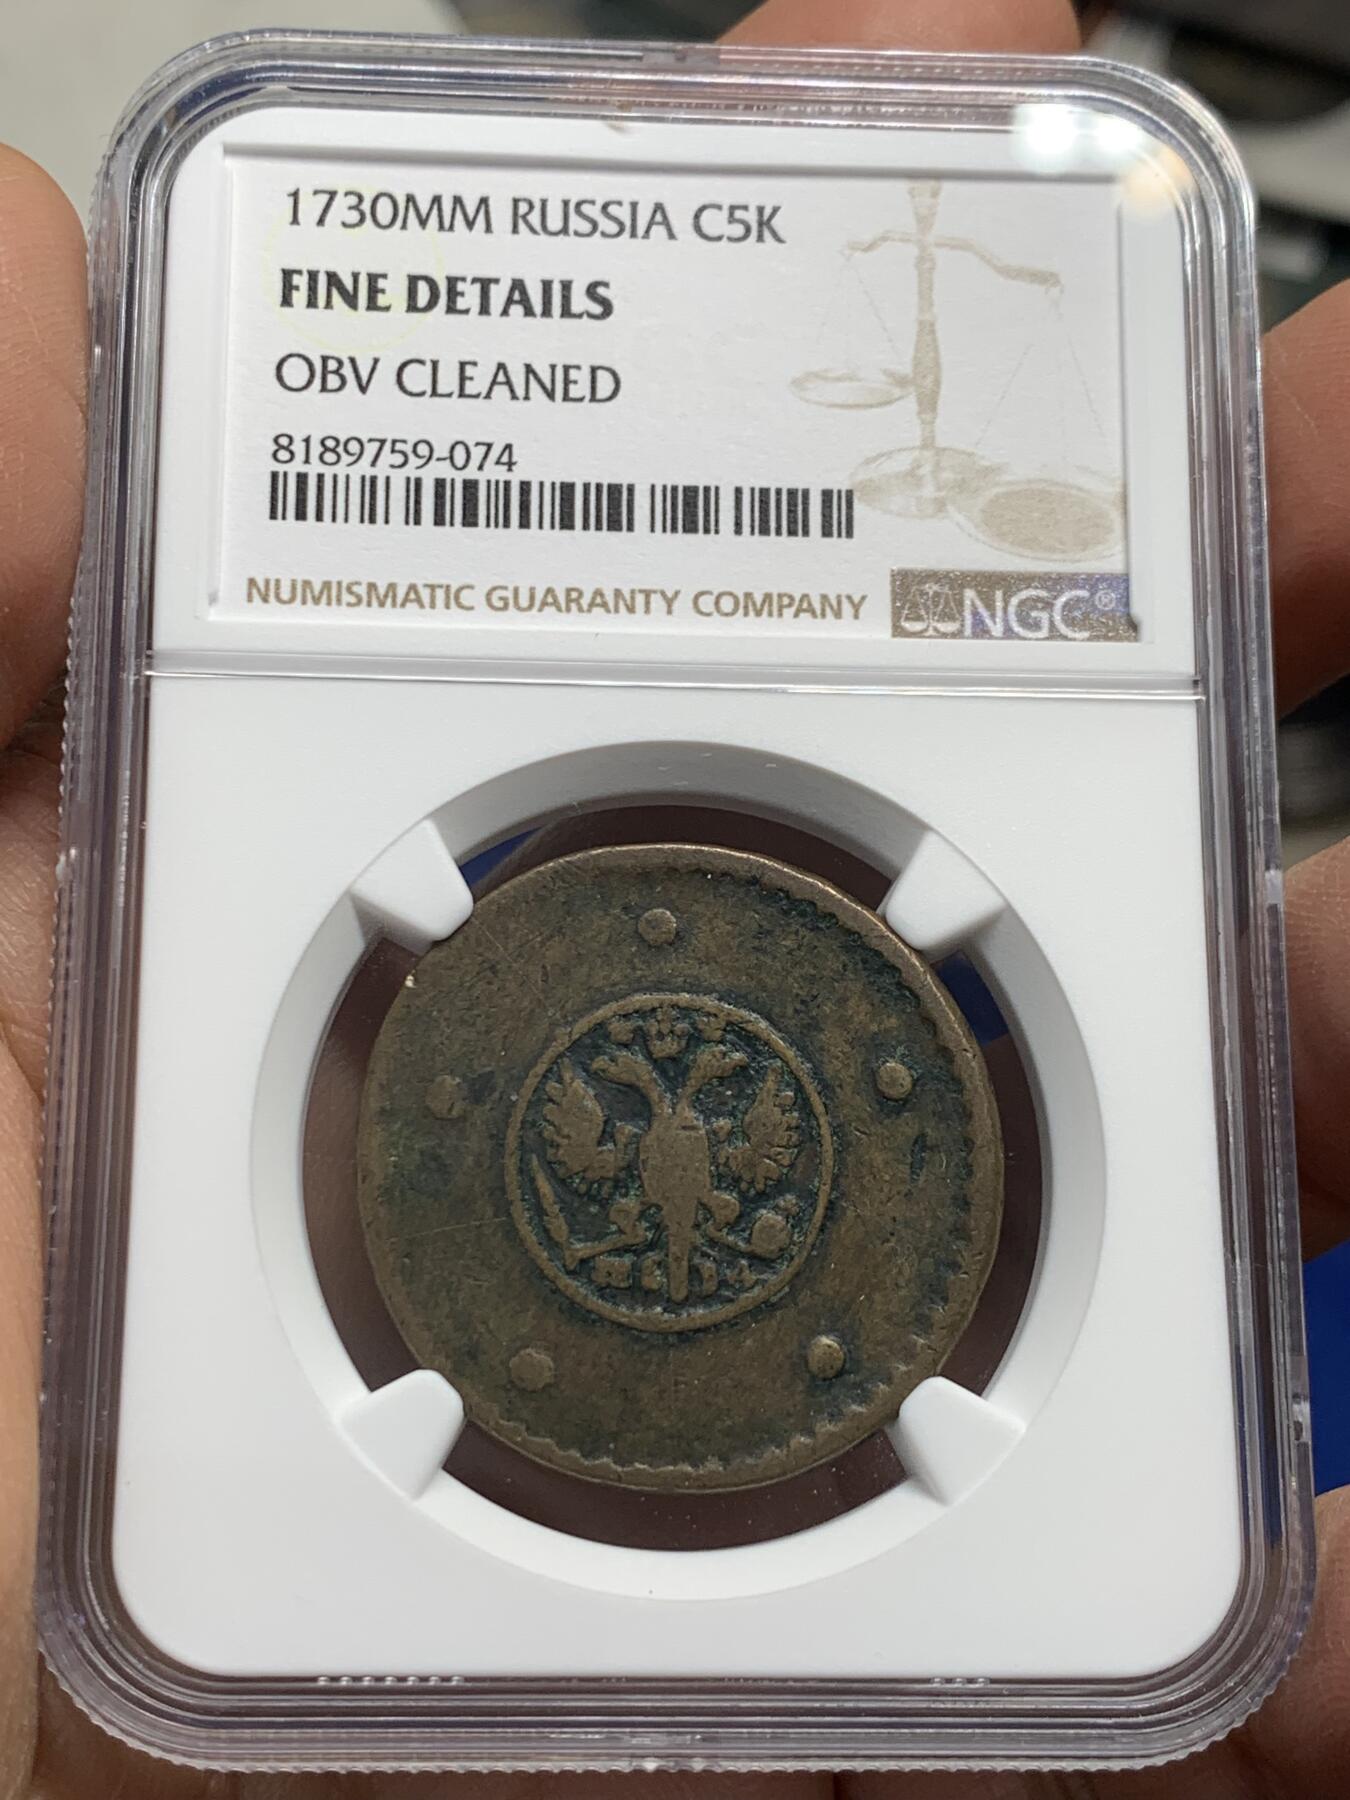 1730MM RUSSIA C5K
FINE DETAILS
OBV CLEANED
8189759-074
NUMISMATIC GUARANTY COMPANY
NGC®